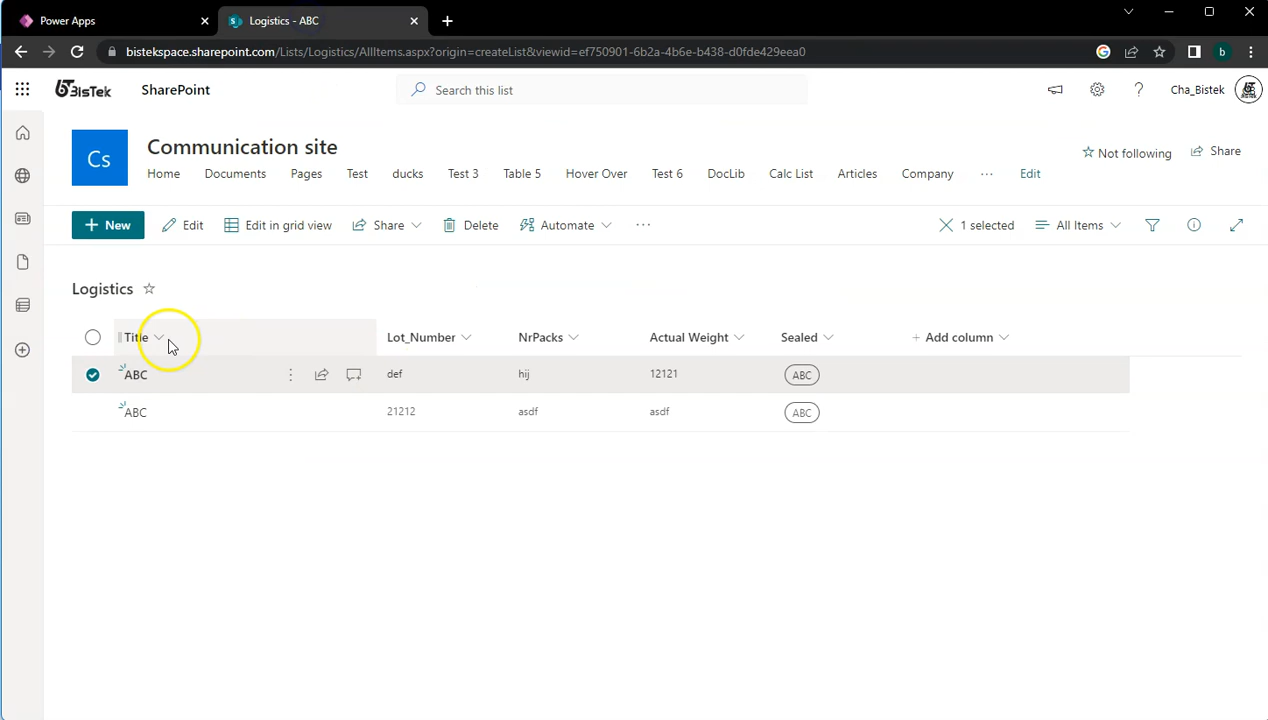 Power Apps
Logistics - ABC
bistekspace.sharepoint.com/Lists/Logistics/AllItems.aspx?origin=createList&viewid=ef750901-6b2a-4b6e-b438-d0fde429eea0
b
BisTek
SharePoint
Search this list
Cha_Bistek
Cs
Communication site
Not following
Share
Home Documents Pages Test ducks Test 3 Table 5 Hover Over Test 6 DocLib Calc List Articles Company ... Edit
+ New Edit Edit in grid view Share Delete Automate ... 1 selected All Items
Logistics
Title Lot_Number NrPacks Actual Weight Sealed + Add column
ABC def hij 12121 ABC
ABC 21212 asdf asdf ABC